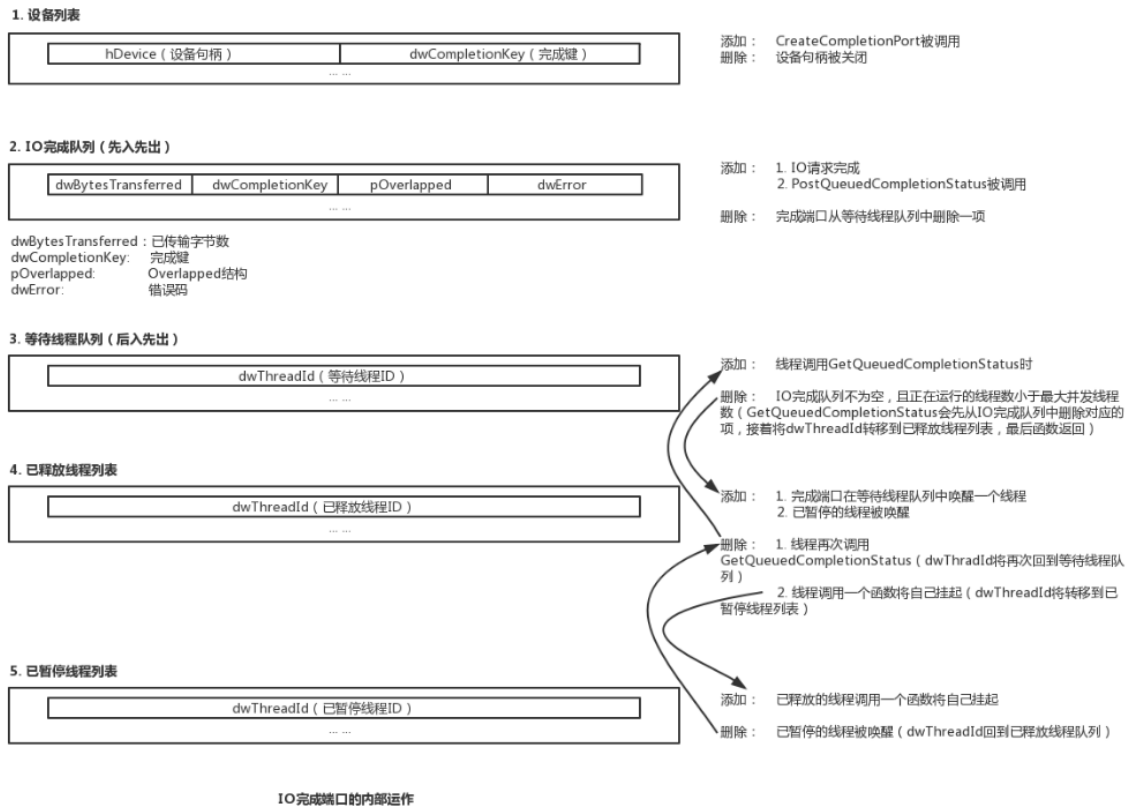 1. 设备列表
hDevice（设备句柄） dwCompletionKey（完成键）
... ...
添加： CreateCompletionPort被调用
删除： 设备句柄被关闭
2. IO完成队列（先入先出）
dwBytesTransferred dwCompletionKey pOverlapped dwError
... ...
添加： 1. IO请求完成
2. PostQueuedCompletionStatus被调用
删除： 完成端口从等待线程队列中删除一项
dwBytesTransferred：已传输字节数
dwCompletionKey: 完成键
pOverlapped: Overlapped结构
dwError: 错误码
3. 等待线程队列（后入先出）
dwThreadId（等待线程ID）
... ...
添加： 线程调用GetQueuedCompletionStatus时
删除： IO完成队列不为空，且正在运行的线程数小于最大并发线程
数（GetQueuedCompletionStatus会先从IO完成队列中删除对应的
项，接着将dwThreadId转移到已释放线程列表，最后函数返回）
4. 已释放线程列表
dwThreadId（已释放线程ID）
... ...
添加： 1. 完成端口在等待线程队列中唤醒一个线程
2. 已暂停的线程被唤醒
删除： 1. 线程再次调用
GetQueuedCompletionStatus（dwThradId将再次回到等待线程队
列）
2. 线程调用一个函数将自己挂起（dwThreadId将转移到已
暂停线程列表）
5. 已暂停线程列表
dwThreadId（已暂停线程ID）
... ...
添加： 已释放的线程调用一个函数将自己挂起
删除： 已暂停的线程被唤醒（dwThreadId回到已释放线程队列）
IO完成端口的内部运作